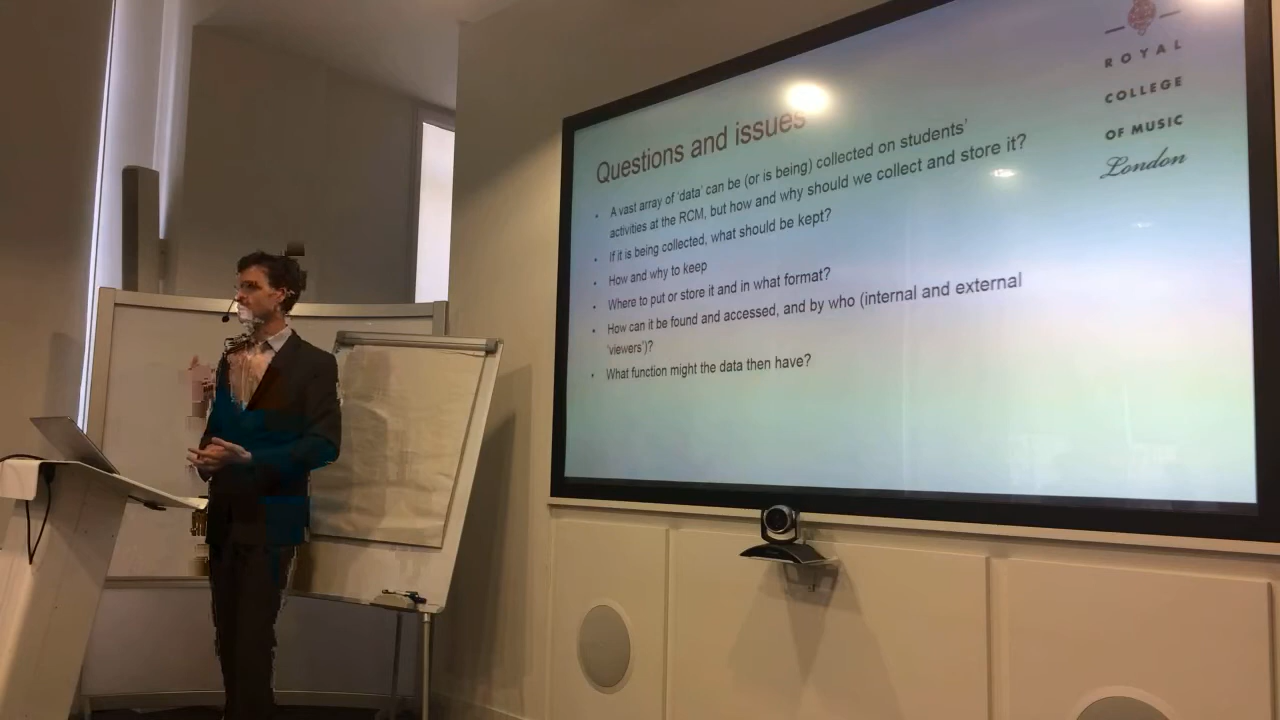 Questions and issues
A vast array of 'data' can be (or is being) collected on students'
activities at the RCM, but how and why should we collect and store it?
If it is being collected, what should be kept?
How and why to keep
Where to put or store it and in what format?
How can it be found and accessed, and by who (internal and external
'viewers')?
What function might the data then have?
ROYAL
COLLEGE
OF MUSIC
London